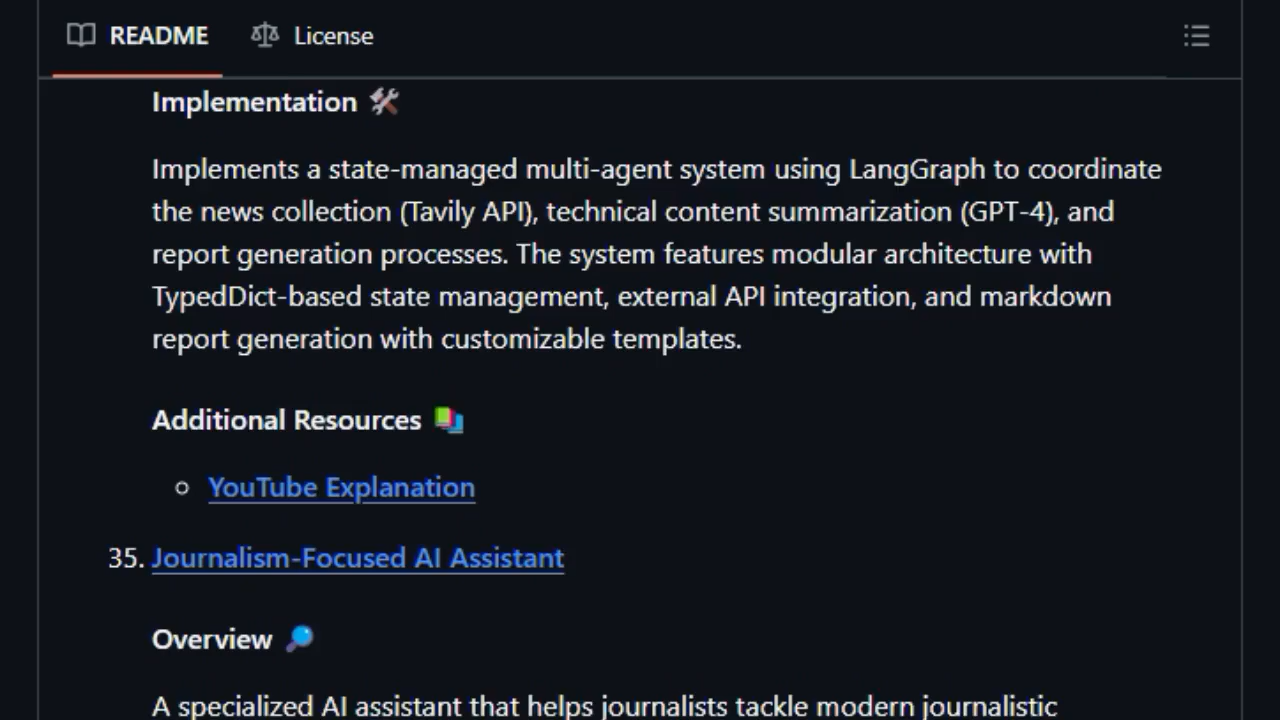 README License
Implementation 🛠️
Implements a state-managed multi-agent system using LangGraph to coordinate
the news collection (Tavily API), technical content summarization (GPT-4), and
report generation processes. The system features modular architecture with
TypedDict-based state management, external API integration, and markdown
report generation with customizable templates.
Additional Resources 📚
YouTube Explanation
35. Journalism-Focused AI Assistant
Overview 🔎
A specialized AI assistant that helps journalists tackle modern journalistic